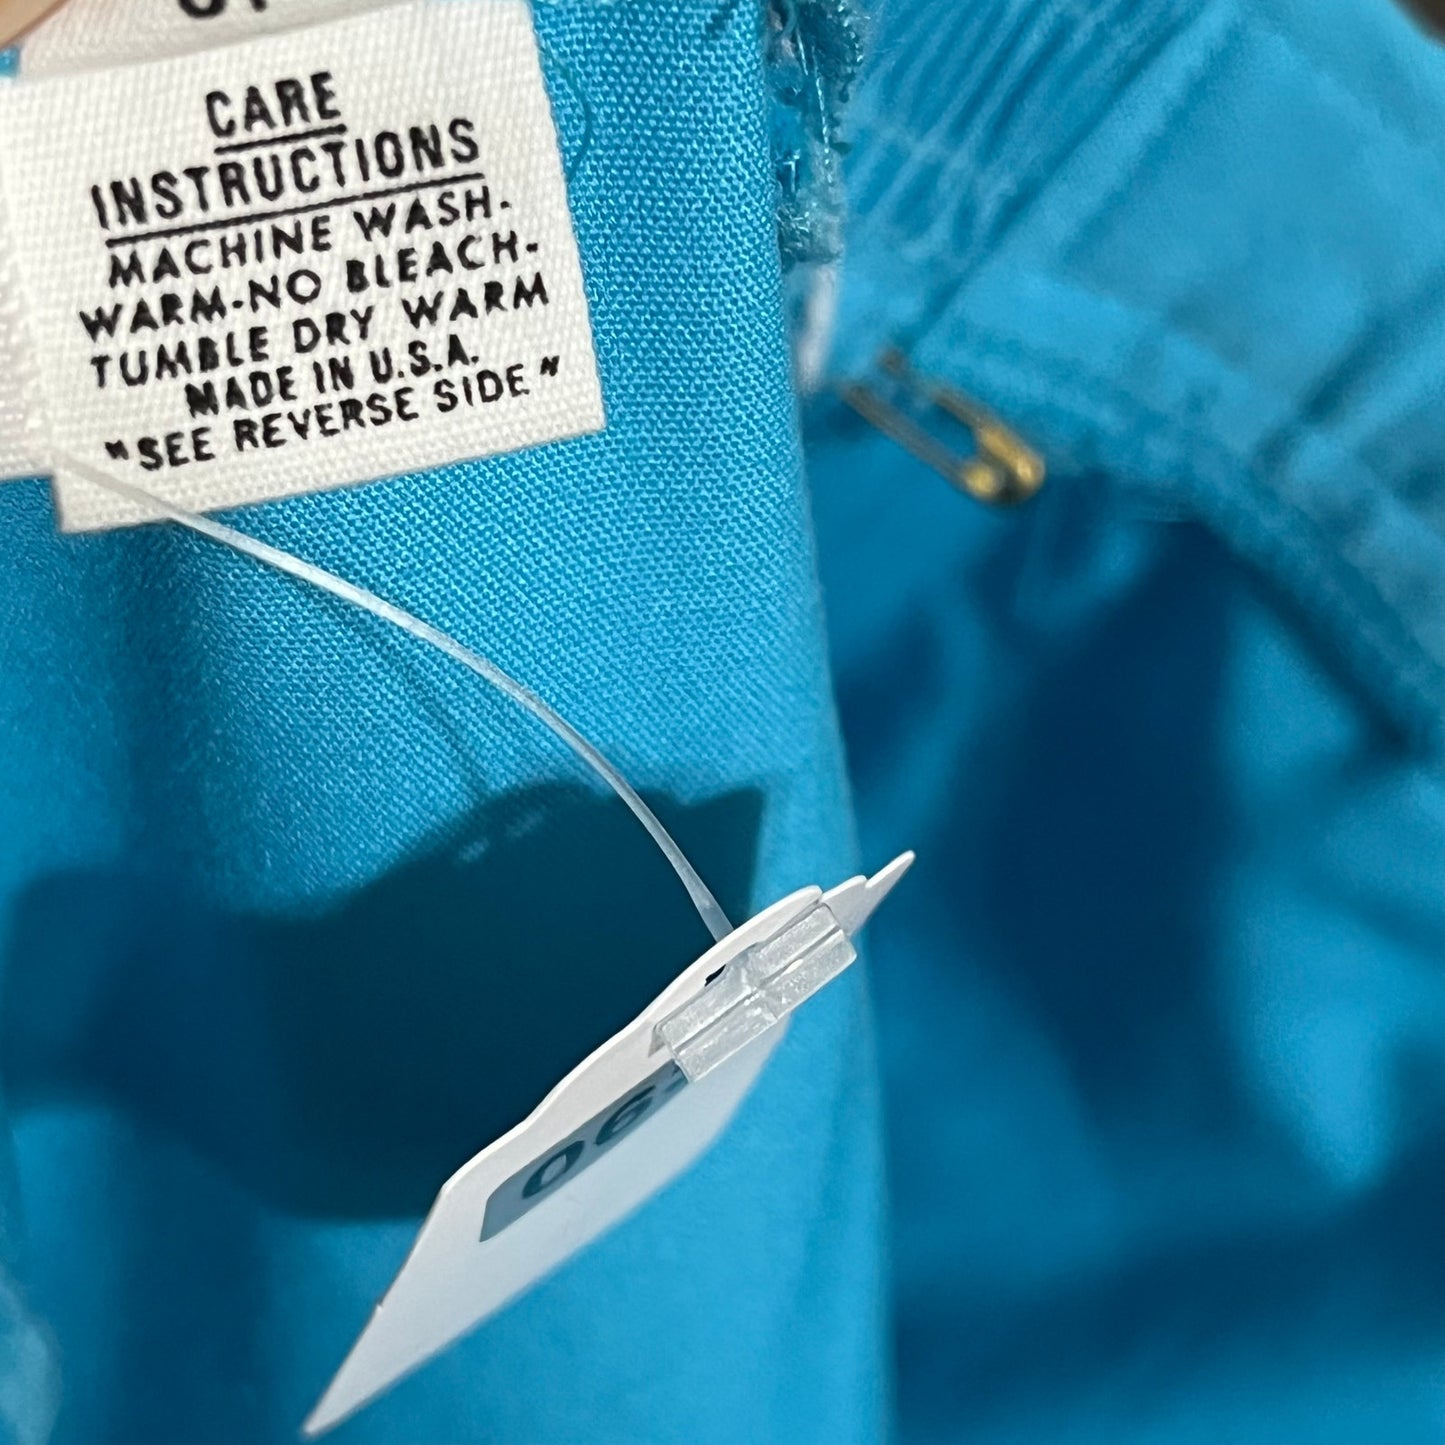 CARE
INSTRUCTIONS
MACHINE WASH-
WARM-NO BLEACH-
TUMBLE DRY WARM
MADE IN U.S.A.
"SEE REVERSE SIDE"